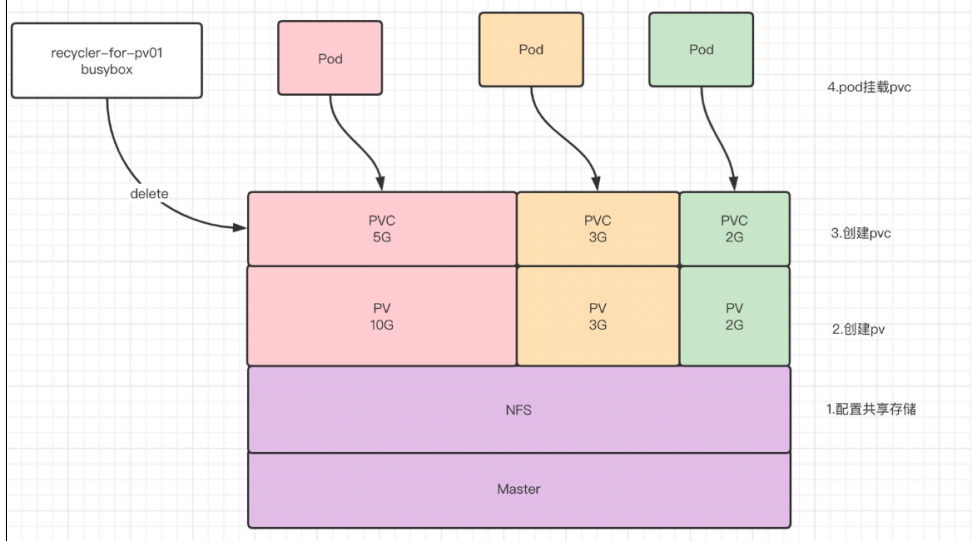 recycler-for-pv01
busybox
Pod
Pod
Pod
4.pod挂载pvc
delete
PVC
5G
PVC
3G
PVC
2G
3.创建pvc
PV
10G
PV
3G
PV
2G
2.创建pv
NFS
1.配置共享存储
Master